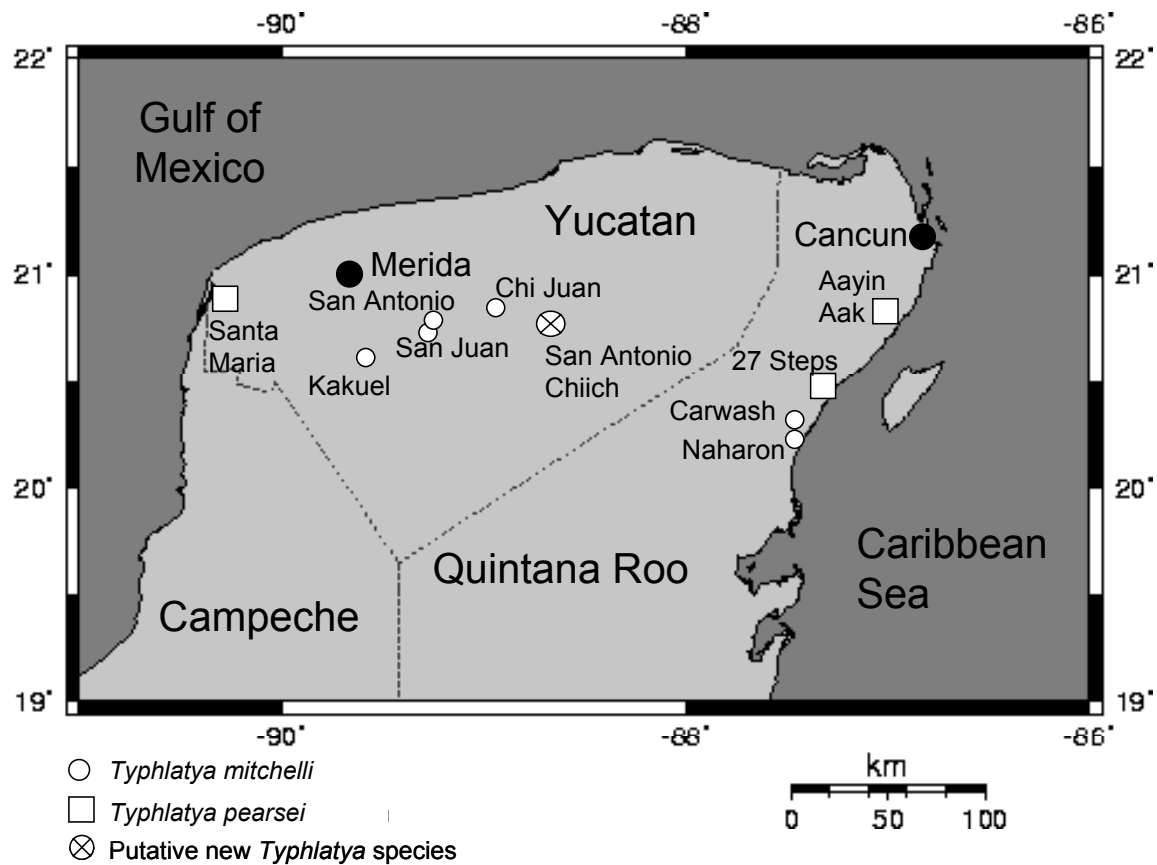 -90˚
-88˚
-86˚
22˚
22˚
Gulf of
Mexico
Yucatan
Cancun
21˚
Merida
21˚
Chi Juan
Aayin
Aak
San Antonio
Santa
Maria
San Juan
San Antonio
Chiich
27 Steps
Kakuel
Carwash
Naharon
20˚
20˚
Caribbean
Sea
Quintana Roo
Campeche
19˚
19˚
-90˚
-88˚
-86˚
Typhlatya mitchelli
km
Typhlatya pearsei
0 50 100
Putative new Typhlatya species